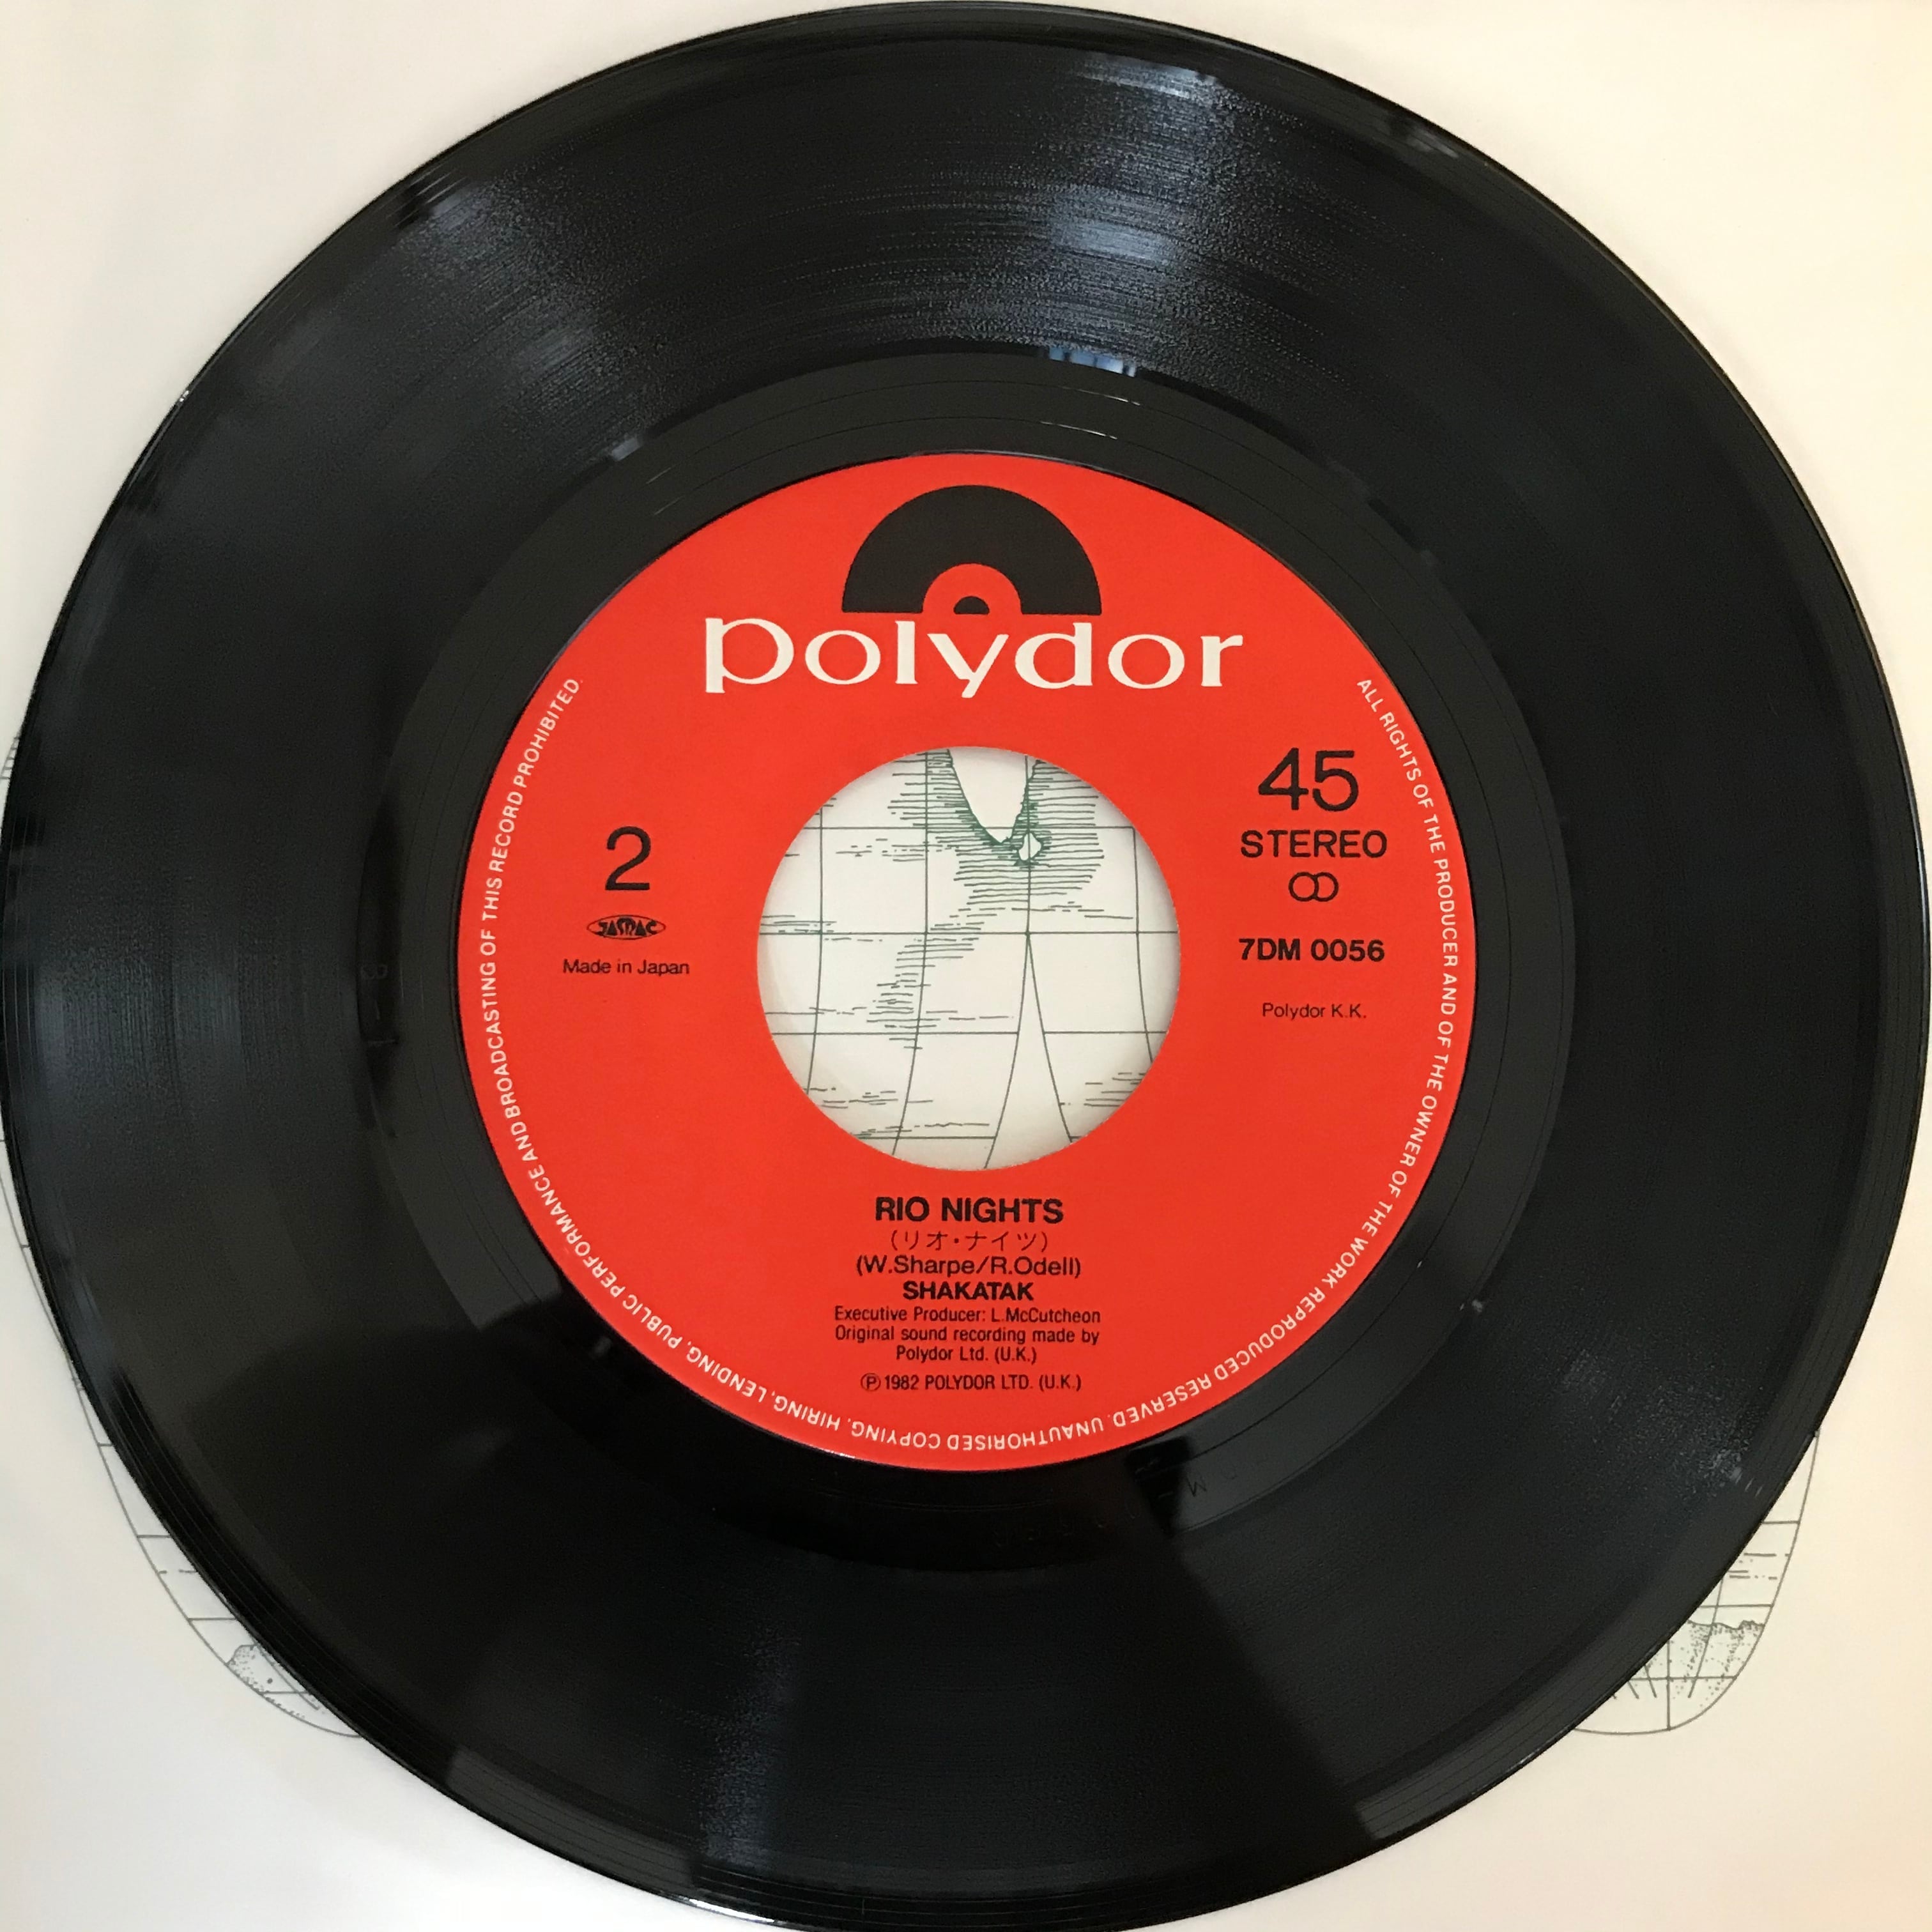 polydor
45
STEREO
2
JASRAC
Made in Japan
7DM 0056
Polydor K.K.
RIO NIGHTS
(リオ・ナイツ)
(W.Sharpe/R.Odell)
SHAKATAK
Executive Producer: L.McCutcheon
Original sound recording made by
Polydor Ltd. (U.K.)
Ⓟ1982 POLYDOR LTD. (U.K.)
ALL RIGHTS OF THE PRODUCER AND OF THE OWNER OF THE WORK REPRODUCED RESERVED. UNAUTHORISED COPYING, HIRING, LENDING, PUBLIC PERFORMANCE AND BROADCASTING OF THIS RECORD PROHIBITED.